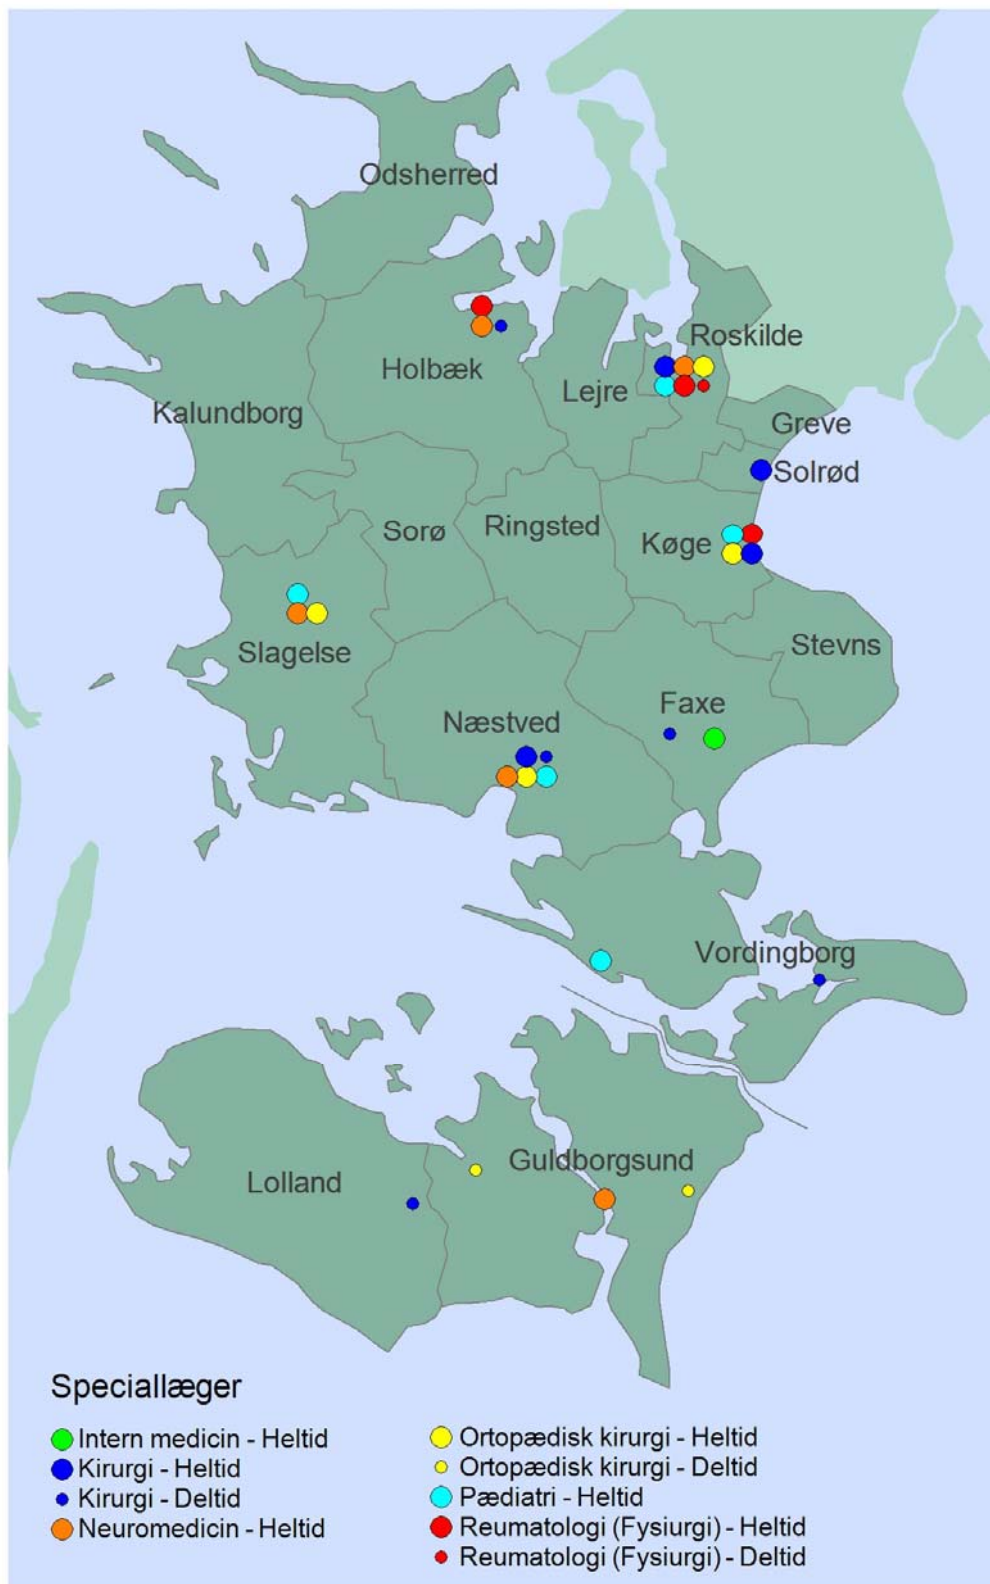 Odsherred
Roskilde
Holbæk
Lejre
Kalundborg
Greve
Solrød
Sorø
Ringsted
Køge
Slagelse
Stevns
Faxe
Næstved
Vordingborg
Guldborgsund
Lolland
Speciallæger
Intern medicin - Heltid
Kirurgi - Heltid
Kirurgi - Deltid
Neuromedicin - Heltid
Ortopædisk kirurgi - Heltid
Ortopædisk kirurgi - Deltid
Pædiatri - Heltid
Reumatologi (Fysiurgi) - Heltid
Reumatologi (Fysiurgi) - Deltid